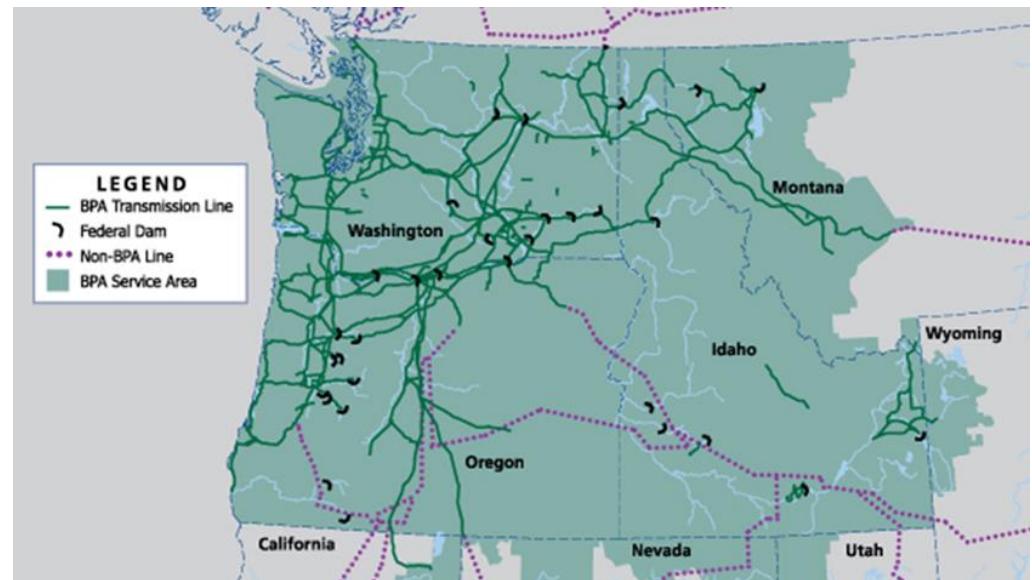 LEGEND
BPA Transmission Line
Federal Dam
Non-BPA Line
BPA Service Area
Washington
Montana
Wyoming
Idaho
Oregon
California
Nevada
Utah